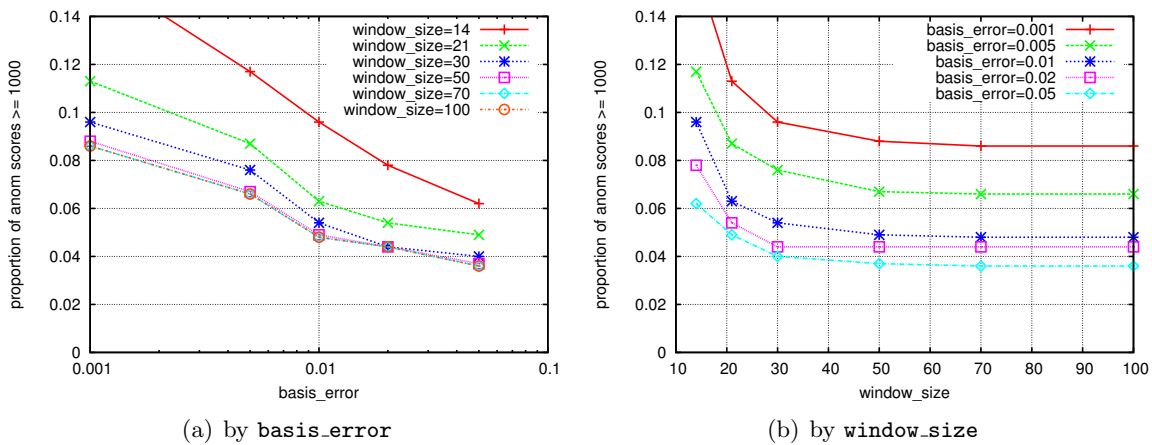 0.14
0.12
0.1
0.08
0.06
0.04
0.02
0
proportion of anom scores >= 1000
window_size=14
window_size=21
window_size=30
window_size=50
window_size=70
window_size=100
0.001
0.01
0.1
basis_error
(a) by basis_error
0.14
0.12
0.1
0.08
0.06
0.04
0.02
0
proportion of anom scores >= 1000
basis_error=0.001
basis_error=0.005
basis_error=0.01
basis_error=0.02
basis_error=0.05
10 20 30 40 50 60 70 80 90 100
window_size
(b) by window_size